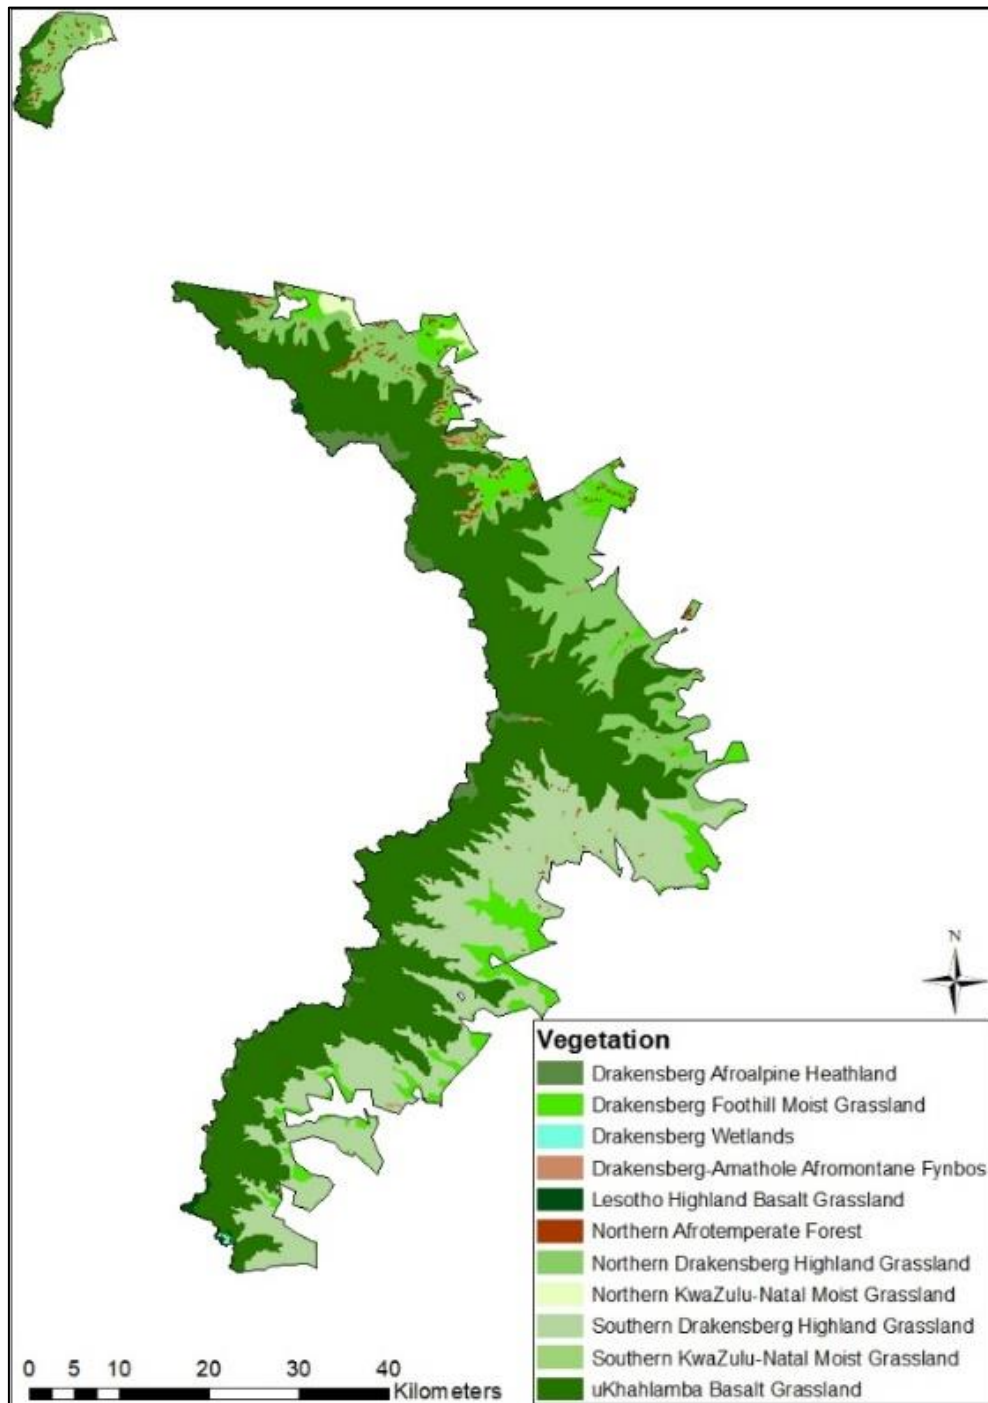 N
Vegetation
Drakensberg Afroalpine Heathland
Drakensberg Foothill Moist Grassland
Drakensberg Wetlands
Drakensberg-Amathole Afromontane Fynbos
Lesotho Highland Basalt Grassland
Northern Afrotemperate Forest
Northern Drakensberg Highland Grassland
Northern KwaZulu-Natal Moist Grassland
Southern Drakensberg Highland Grassland
Southern KwaZulu-Natal Moist Grassland
uKhahlamba Basalt Grassland
0 5 10 20 30 40
Kilometers